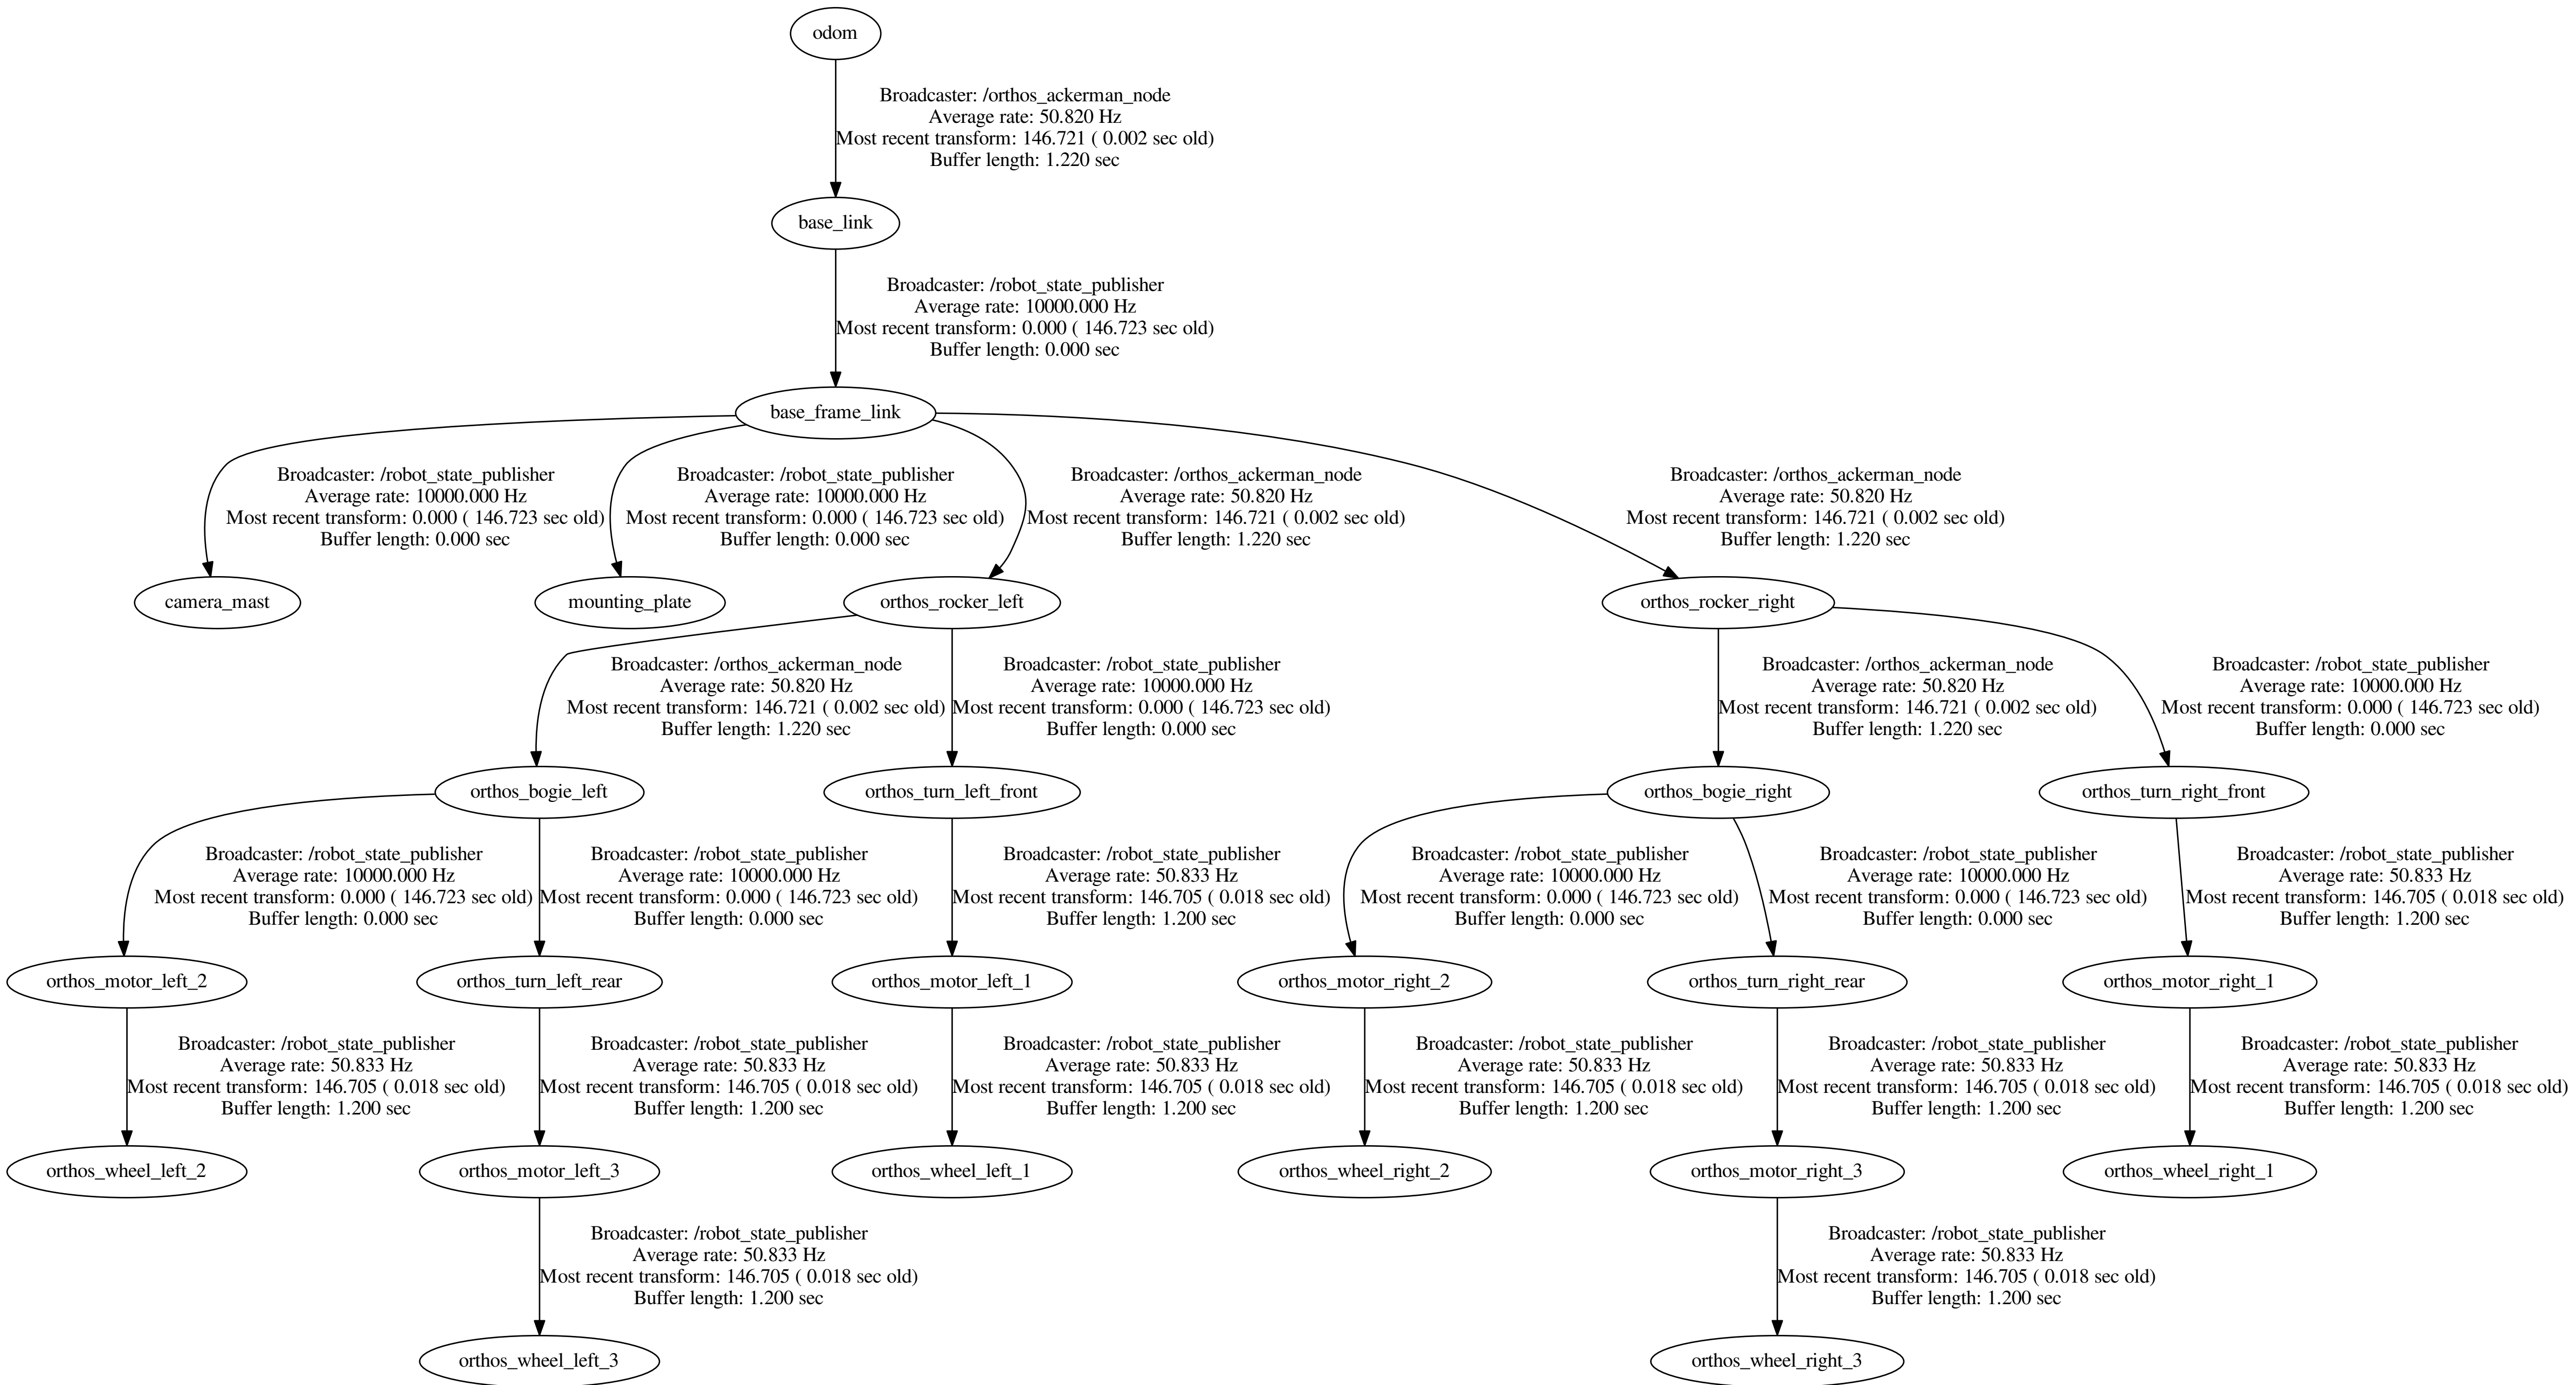 odom
Broadcaster: /orthos_ackerman_node
Average rate: 50.820 Hz
Most recent transform: 146.721 ( 0.002 sec old)
Buffer length: 1.220 sec
base_link
Broadcaster: /robot_state_publisher
Average rate: 10000.000 Hz
Most recent transform: 0.000 ( 146.723 sec old)
Buffer length: 0.000 sec
base_frame_link
Broadcaster: /robot_state_publisher
Average rate: 10000.000 Hz
Most recent transform: 0.000 ( 146.723 sec old)
Buffer length: 0.000 sec
Broadcaster: /robot_state_publisher
Average rate: 10000.000 Hz
Most recent transform: 0.000 ( 146.723 sec old)
Buffer length: 0.000 sec
Broadcaster: /orthos_ackerman_node
Average rate: 50.820 Hz
Most recent transform: 146.721 ( 0.002 sec old)
Buffer length: 1.220 sec
Broadcaster: /orthos_ackerman_node
Average rate: 50.820 Hz
Most recent transform: 146.721 ( 0.002 sec old)
Buffer length: 1.220 sec
camera_mast
mounting_plate
orthos_rocker_left
orthos_rocker_right
Broadcaster: /orthos_ackerman_node
Average rate: 50.820 Hz
Most recent transform: 146.721 ( 0.002 sec old)
Buffer length: 1.220 sec
Broadcaster: /robot_state_publisher
Average rate: 10000.000 Hz
Most recent transform: 0.000 ( 146.723 sec old)
Buffer length: 0.000 sec
Broadcaster: /orthos_ackerman_node
Average rate: 50.820 Hz
Most recent transform: 146.721 ( 0.002 sec old)
Buffer length: 1.220 sec
Broadcaster: /robot_state_publisher
Average rate: 10000.000 Hz
Most recent transform: 0.000 ( 146.723 sec old)
Buffer length: 0.000 sec
orthos_bogie_left
orthos_turn_left_front
orthos_bogie_right
orthos_turn_right_front
Broadcaster: /robot_state_publisher
Average rate: 10000.000 Hz
Most recent transform: 0.000 ( 146.723 sec old)
Buffer length: 0.000 sec
Broadcaster: /robot_state_publisher
Average rate: 10000.000 Hz
Most recent transform: 0.000 ( 146.723 sec old)
Buffer length: 0.000 sec
Broadcaster: /robot_state_publisher
Average rate: 50.833 Hz
Most recent transform: 146.705 ( 0.018 sec old)
Buffer length: 1.200 sec
Broadcaster: /robot_state_publisher
Average rate: 10000.000 Hz
Most recent transform: 0.000 ( 146.723 sec old)
Buffer length: 0.000 sec
Broadcaster: /robot_state_publisher
Average rate: 10000.000 Hz
Most recent transform: 0.000 ( 146.723 sec old)
Buffer length: 0.000 sec
Broadcaster: /robot_state_publisher
Average rate: 50.833 Hz
Most recent transform: 146.705 ( 0.018 sec old)
Buffer length: 1.200 sec
orthos_motor_left_2
orthos_turn_left_rear
orthos_motor_left_1
orthos_motor_right_2
orthos_turn_right_rear
orthos_motor_right_1
Broadcaster: /robot_state_publisher
Average rate: 50.833 Hz
Most recent transform: 146.705 ( 0.018 sec old)
Buffer length: 1.200 sec
Broadcaster: /robot_state_publisher
Average rate: 50.833 Hz
Most recent transform: 146.705 ( 0.018 sec old)
Buffer length: 1.200 sec
Broadcaster: /robot_state_publisher
Average rate: 50.833 Hz
Most recent transform: 146.705 ( 0.018 sec old)
Buffer length: 1.200 sec
Broadcaster: /robot_state_publisher
Average rate: 50.833 Hz
Most recent transform: 146.705 ( 0.018 sec old)
Buffer length: 1.200 sec
Broadcaster: /robot_state_publisher
Average rate: 50.833 Hz
Most recent transform: 146.705 ( 0.018 sec old)
Buffer length: 1.200 sec
Broadcaster: /robot_state_publisher
Average rate: 50.833 Hz
Most recent transform: 146.705 ( 0.018 sec old)
Buffer length: 1.200 sec
orthos_wheel_left_2
orthos_motor_left_3
orthos_wheel_left_1
orthos_wheel_right_2
orthos_motor_right_3
orthos_wheel_right_1
Broadcaster: /robot_state_publisher
Average rate: 50.833 Hz
Most recent transform: 146.705 ( 0.018 sec old)
Buffer length: 1.200 sec
Broadcaster: /robot_state_publisher
Average rate: 50.833 Hz
Most recent transform: 146.705 ( 0.018 sec old)
Buffer length: 1.200 sec
orthos_wheel_left_3
orthos_wheel_right_3